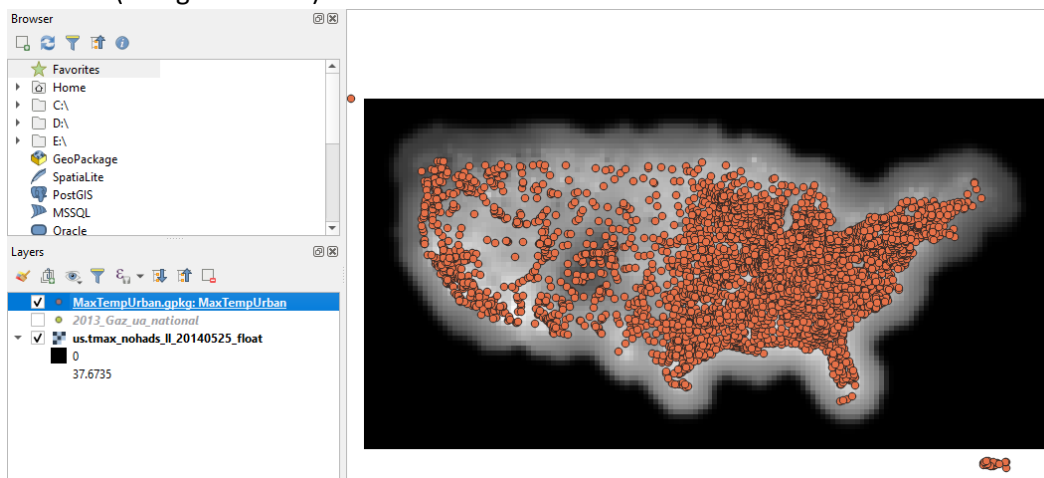 Browser
Favorites
Home
C:\
D:\
E:\
GeoPackage
SpatiaLite
PostGIS
MSSQL
Oracle
Layers
MaxTempUrban.gpkg: MaxTempUrban
2013_Gaz_ua_national
us.tmax_nohads_ll_20140525_float
0
37.6735